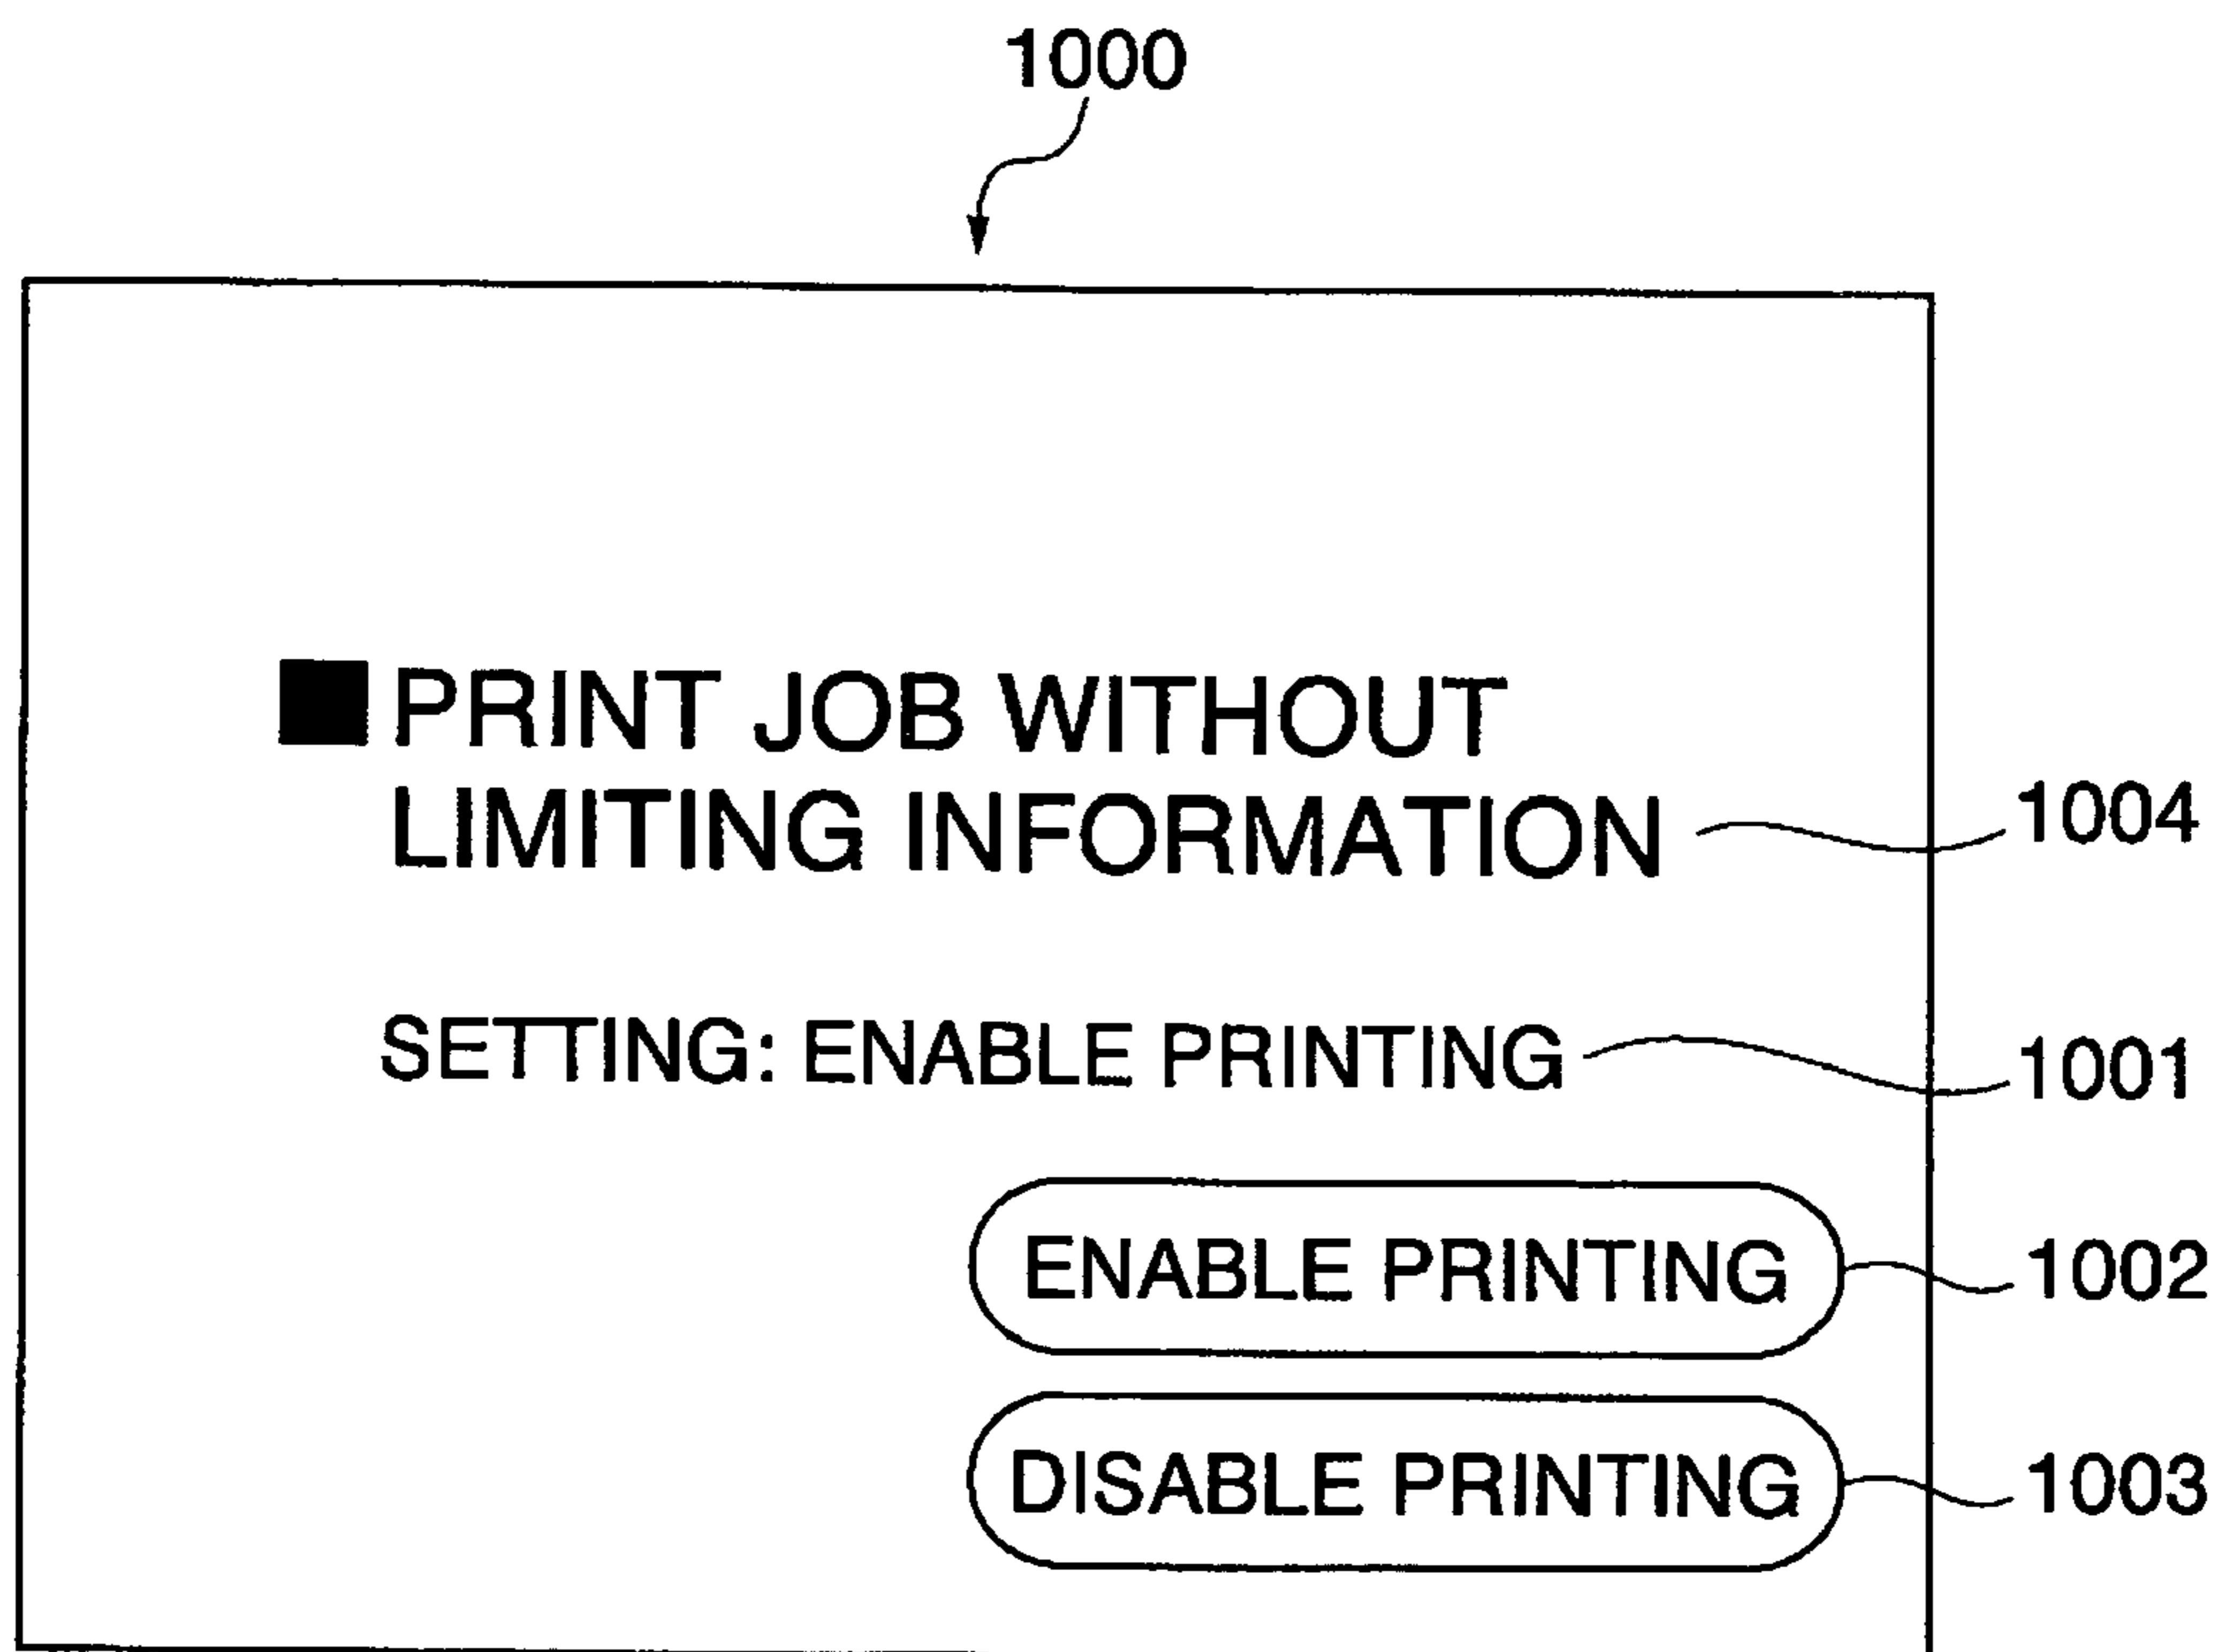 1000
■ PRINT JOB WITHOUT
LIMITING INFORMATION
1004
SETTING: ENABLE PRINTING
1001
ENABLE PRINTING
1002
DISABLE PRINTING
1003